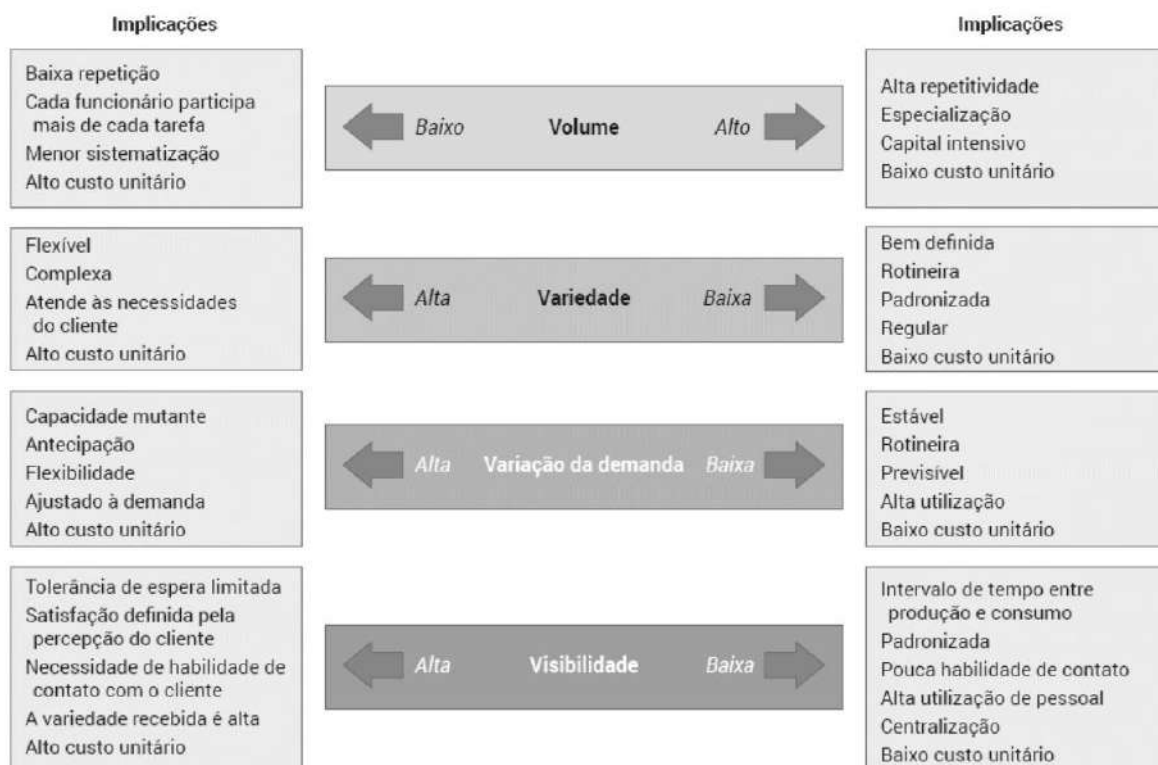 Implicações
Implicações
Baixa repetição
Cada funcionário participa
mais de cada tarefa
Menor sistematização
Alto custo unitário
Baixo Volume Alto
Alta repetitividade
Especialização
Capital intensivo
Baixo custo unitário
Flexível
Complexa
Atende às necessidades
do cliente
Alto custo unitário
Alta Variedade Baixa
Bem definida
Rotineira
Padronizada
Regular
Baixo custo unitário
Capacidade mutante
Antecipação
Flexibilidade
Ajustado à demanda
Alto custo unitário
Alta Variação da demanda Baixa
Estável
Rotineira
Previsível
Alta utilização
Baixo custo unitário
Tolerância de espera limitada
Satisfação definida pela
percepção do cliente
Necessidade de habilidade de
contato com o cliente
A variedade recebida é alta
Alto custo unitário
Alta Visibilidade Baixa
Intervalo de tempo entre
produção e consumo
Padronizada
Pouca habilidade de contato
Alta utilização de pessoal
Centralização
Baixo custo unitário